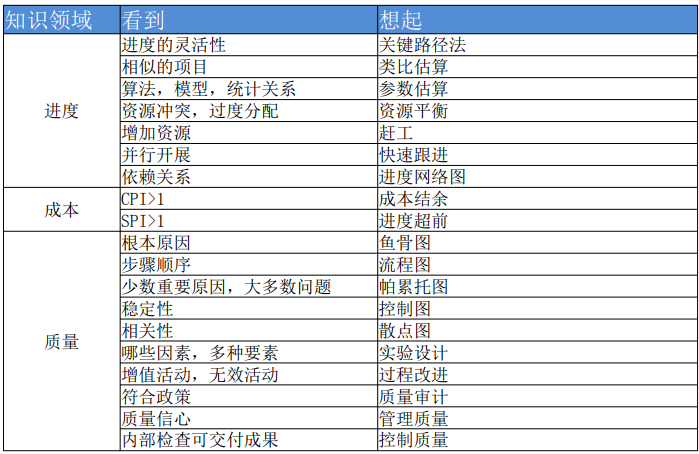 知识领域 看到 想起
进度的灵活性 关键路径法
相似的项目 类比估算
算法，模型，统计关系 参数估算
进度 资源冲突，过度分配 资源平衡
增加资源 赶工
并行开展 快速跟进
依赖关系 进度网络图
成本 CPI>1 成本结余
SPI>1 进度超前
根本原因 鱼骨图
步骤顺序 流程图
少数重要原因，大多数问题 帕累托图
稳定性 控制图
相关性 散点图
质量 哪些因素，多种要素 实验设计
增值活动，无效活动 过程改进
符合政策 质量审计
质量信心 管理质量
内部检查可交付成果 控制质量